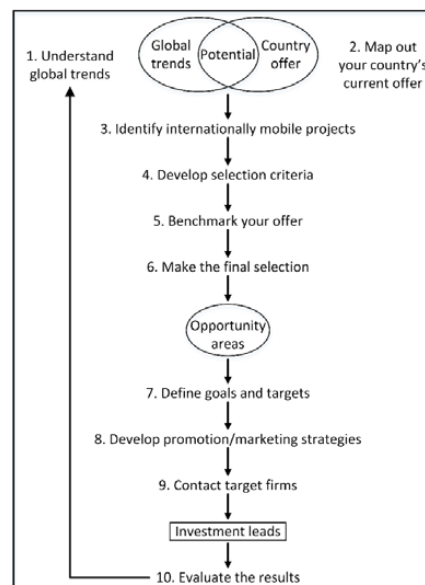 1. Understand
global trends
Global
trends
Potential
Country
offer
2. Map out
your country's
current offer
3. Identify internationally mobile projects
4. Develop selection criteria
5. Benchmark your offer
6. Make the final selection
Opportunity
areas
7. Define goals and targets
8. Develop promotion/marketing strategies
9. Contact target firms
Investment leads
10. Evaluate the results